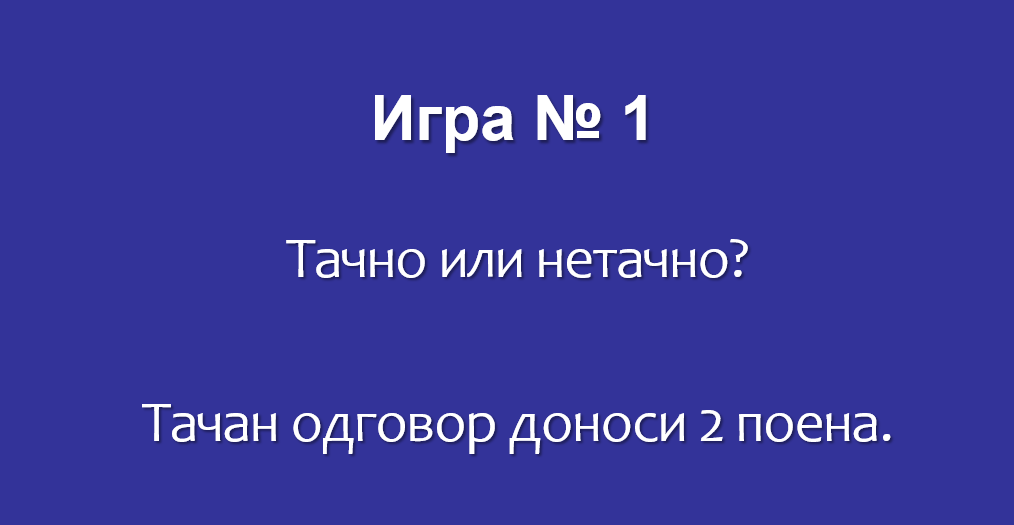 Игра № 1
Тачно или нетачно?
Тачан одговор доноси 2 поена.